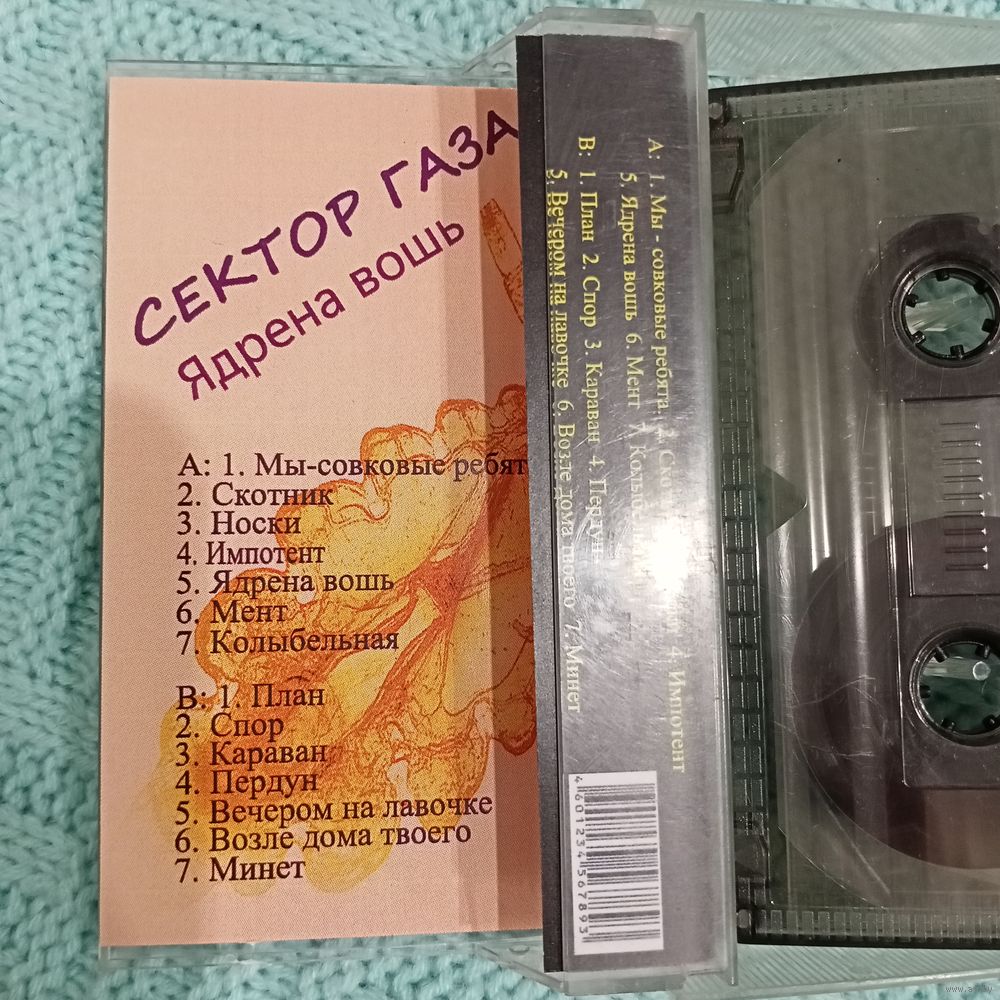 СЕКТОР ГАЗА
Ядрена вошь
А: 1. Мы-совковые ребят
2. Скотник
3. Носки
4. Импотент
5. Ядрена вошь
6. Мент
7. Колыбельная
В: 1. План
2. Спор
3. Караван
4. Пердун
5. Вечером на лавочке
6. Возле дома твоего
7. Минет
А: 1. Мы - совковые ребята. 4. Импотент
5. Ядрена вошь 6. Мент 7.
В: 1. План 2. Спор 3. Караван 4. Пердун
5. Вечером на лавочке 6. Возле дома твоего 7. Минет
4601234567893